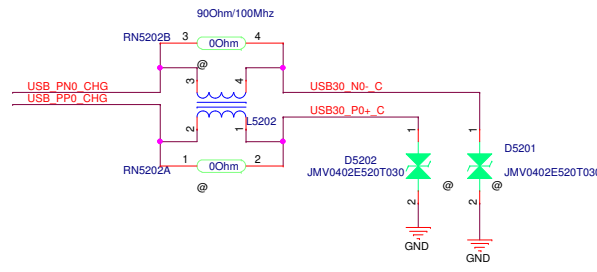 90Ohm/100Mhz
RN5202B
3
0Ohm
4
@
3
4
USB_PN0_CHG
USB30_N0-_C
USB_PP0_CHG
USB30_P0+_C
L5202
2
1
1
0Ohm
2
RN5202A
@
1
1
D5202
JMV0402E520T030
@
D5201
JMV0402E520T030
@
2
2
GND
GND